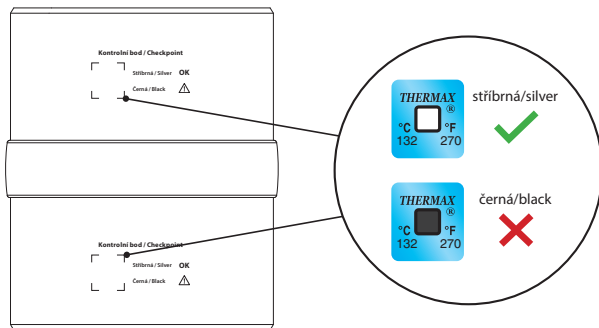 Kontrolní bod / Checkpoint
Stříbrná / Silver OK
Černá / Black
THERMAX
®
°C °F
132 270
stříbrná/silver
THERMAX
®
°C °F
132 270
černá/black
Kontrolní bod / Checkpoint
Stříbrná / Silver OK
Černá / Black